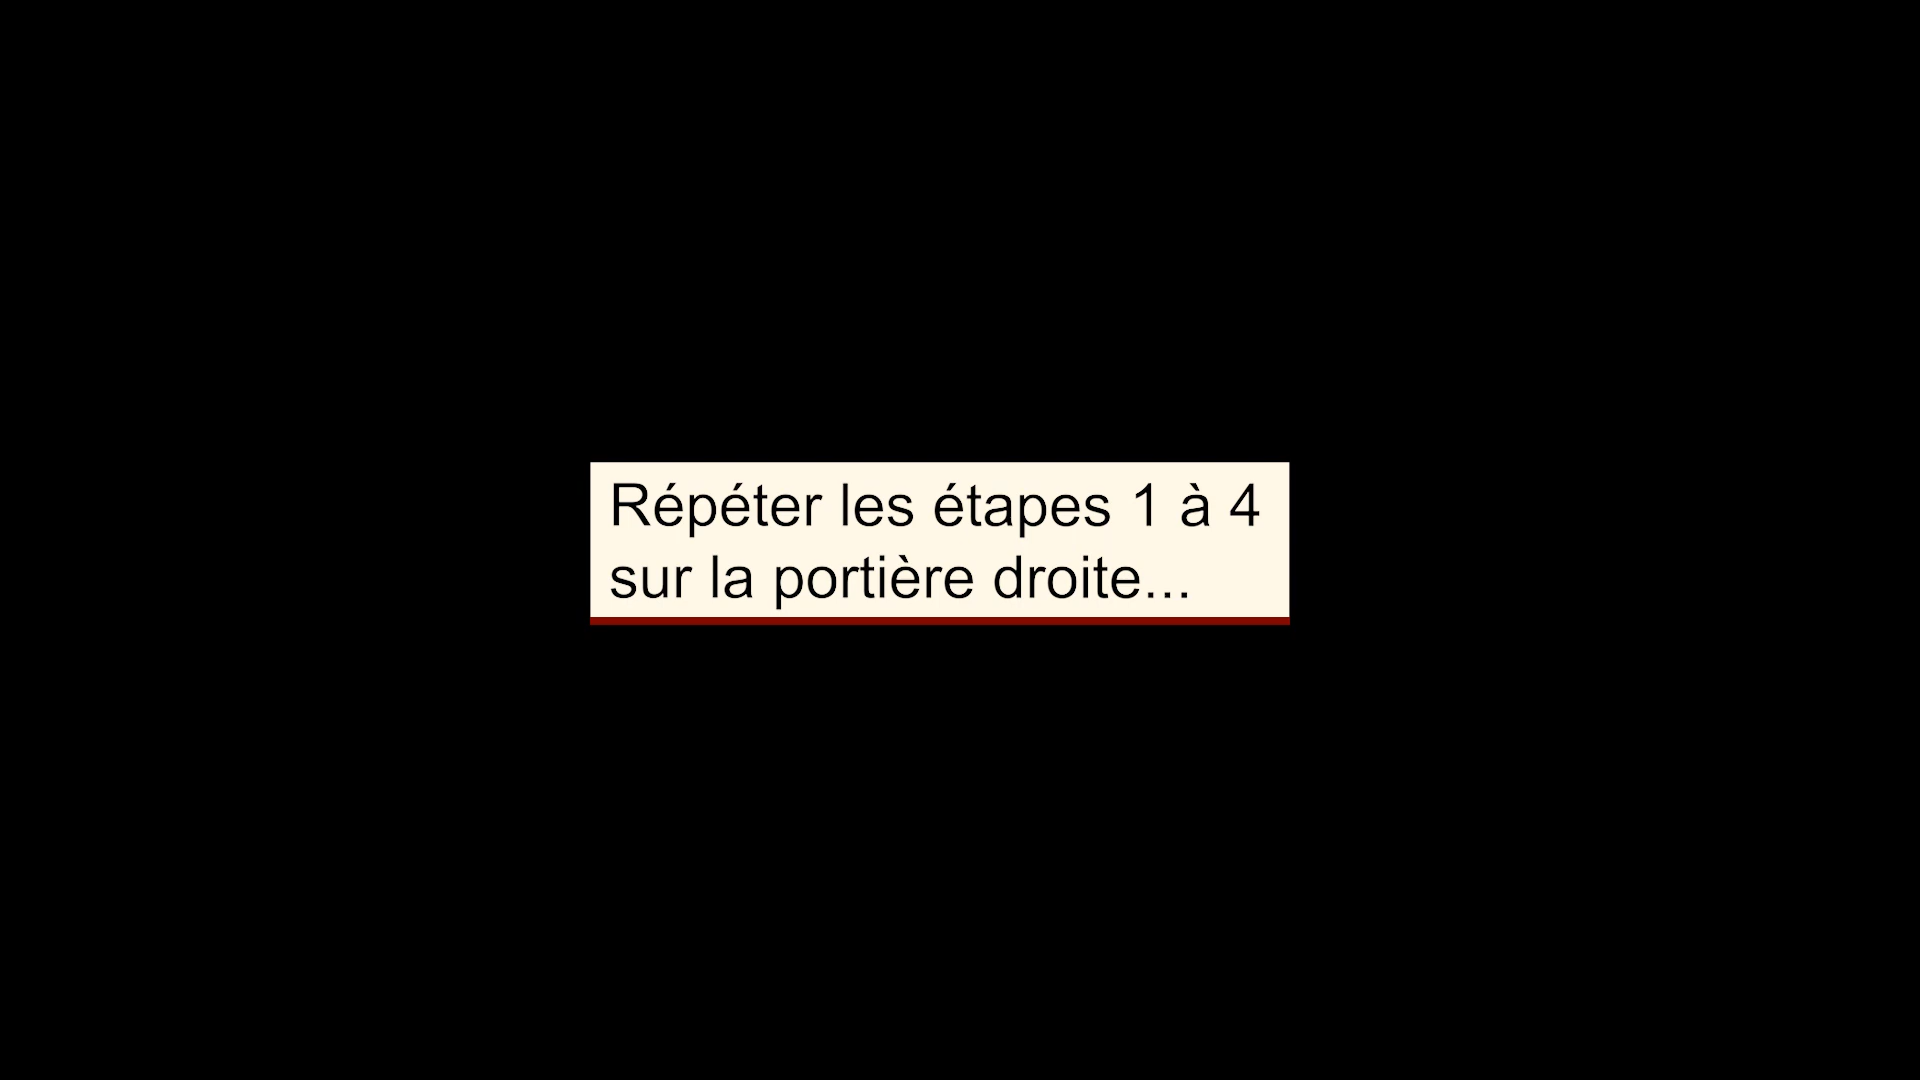 Répéter les étapes 1 à 4
sur la portière droite...